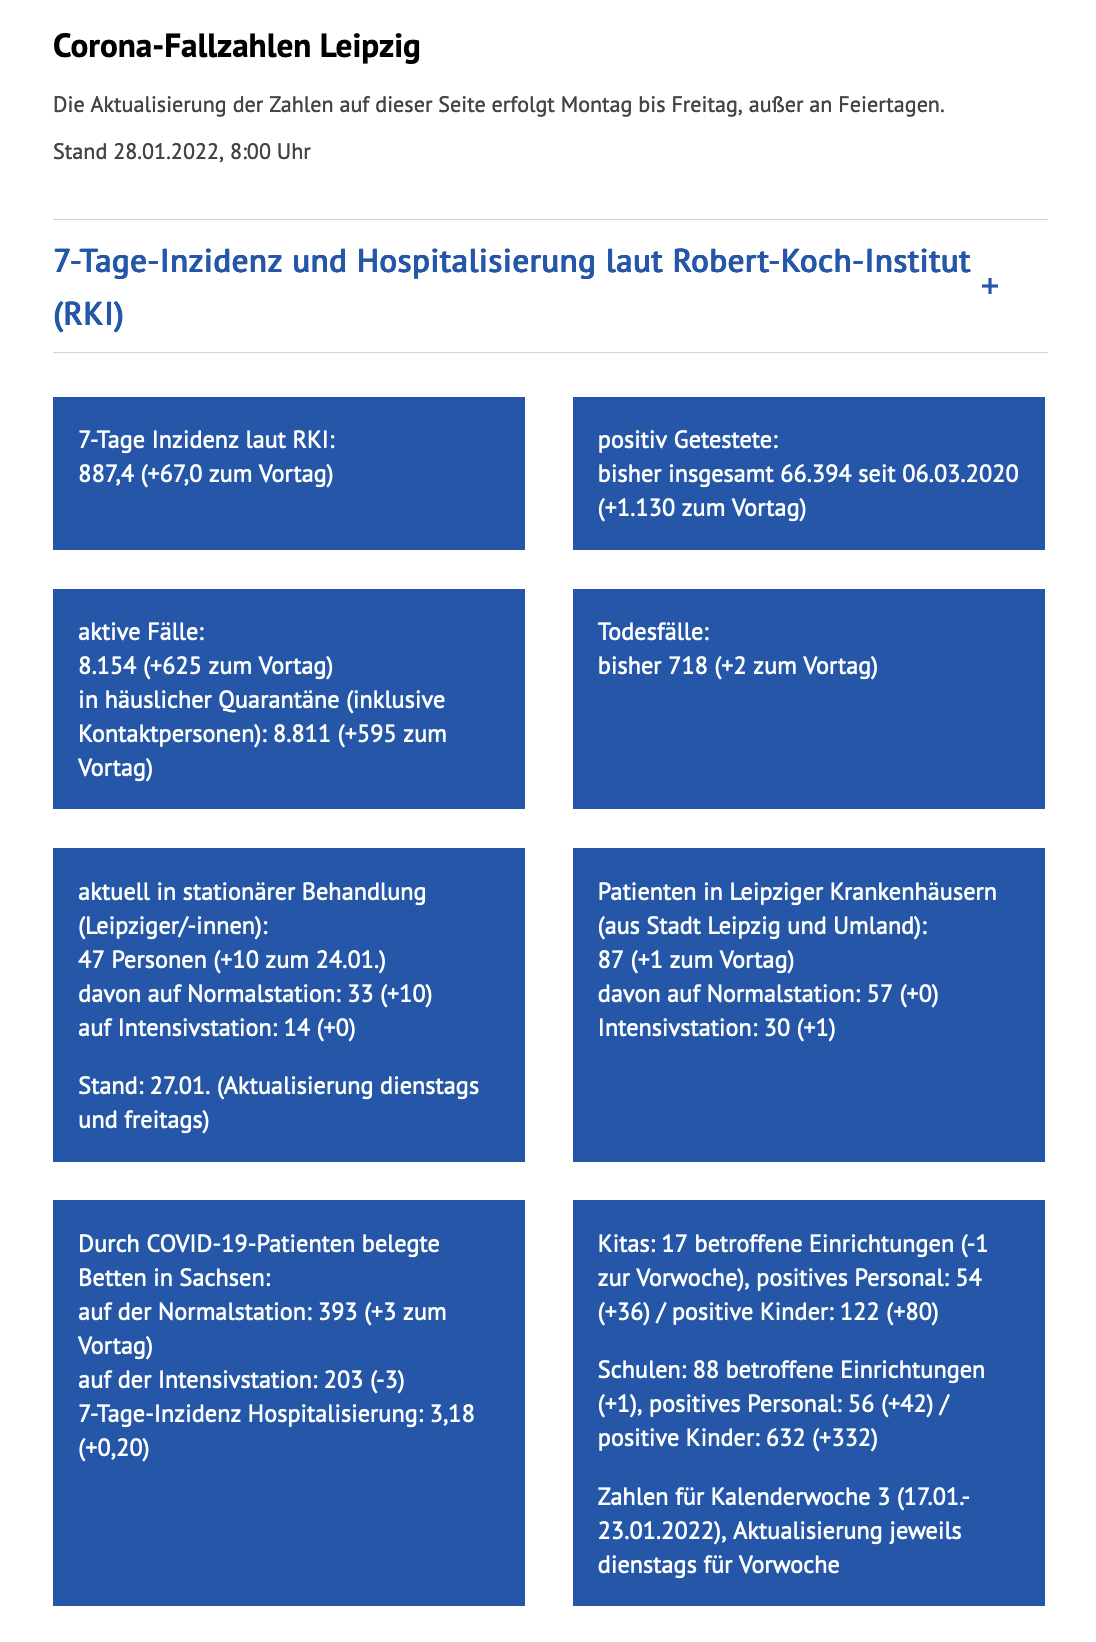 Corona-Fallzahlen Leipzig
Die Aktualisierung der Zahlen auf dieser Seite erfolgt Montag bis Freitag, außer an Feiertagen.
Stand 28.01.2022, 8:00 Uhr
7-Tage-Inzidenz und Hospitalisierung laut Robert-Koch-Institut
(RKI)
+
7-Tage Inzidenz laut RKI:
887,4 (+67,0 zum Vortag)
positiv Getestete:
bisher insgesamt 66.394 seit 06.03.2020
(+1.130 zum Vortag)
aktive Fälle:
8.154 (+625 zum Vortag)
in häuslicher Quarantäne (inklusive
Kontaktpersonen): 8.811 (+595 zum
Vortag)
Todesfälle:
bisher 718 (+2 zum Vortag)
aktuell in stationärer Behandlung
(Leipziger/-innen):
47 Personen (+10 zum 24.01.)
davon auf Normalstation: 33 (+10)
auf Intensivstation: 14 (+0)
Stand: 27.01. (Aktualisierung dienstags
und freitags)
Patienten in Leipziger Krankenhäusern
(aus Stadt Leipzig und Umland):
87 (+1 zum Vortag)
davon auf Normalstation: 57 (+0)
Intensivstation: 30 (+1)
Durch COVID-19-Patienten belegte
Betten in Sachsen:
auf der Normalstation: 393 (+3 zum
Vortag)
auf der Intensivstation: 203 (-3)
7-Tage-Inzidenz Hospitalisierung: 3,18
(+0,20)
Kitas: 17 betroffene Einrichtungen (-1
zur Vorwoche), positives Personal: 54
(+36) / positive Kinder: 122 (+80)
Schulen: 88 betroffene Einrichtungen
(+1), positives Personal: 56 (+42) /
positive Kinder: 632 (+332)
Zahlen für Kalenderwoche 3 (17.01.-
23.01.2022), Aktualisierung jeweils
dienstags für Vorwoche